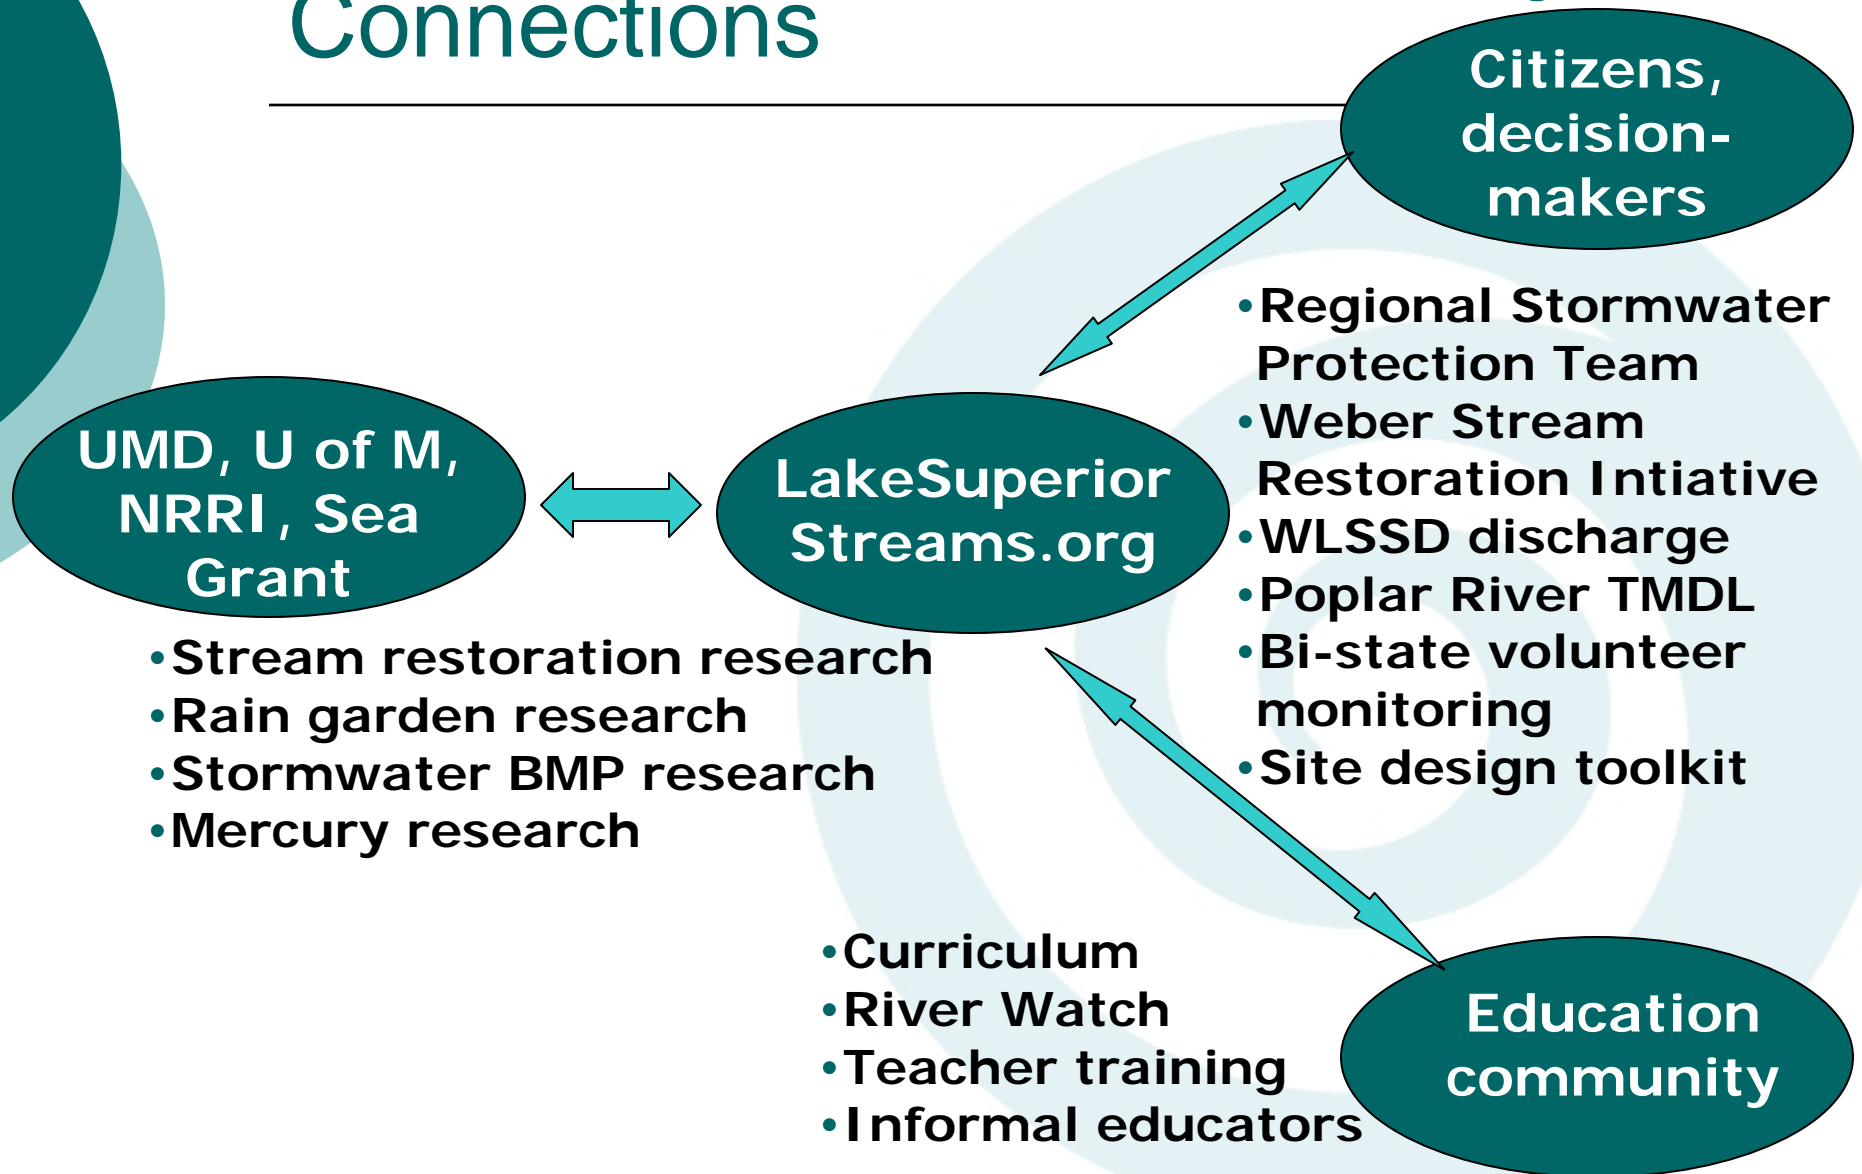 Connections
Citizens,
decision-
makers
UMD, U of M,
NRRI, Sea
Grant
LakeSuperior
Streams.org
•Regional Stormwater
Protection Team
•Weber Stream
Restoration Intiative
•WLSSD discharge
•Poplar River TMDL
•Bi-state volunteer
monitoring
•Site design toolkit
•Stream restoration research
•Rain garden research
•Stormwater BMP research
•Mercury research
•Curriculum
•River Watch
•Teacher training
•Informal educators
Education
community